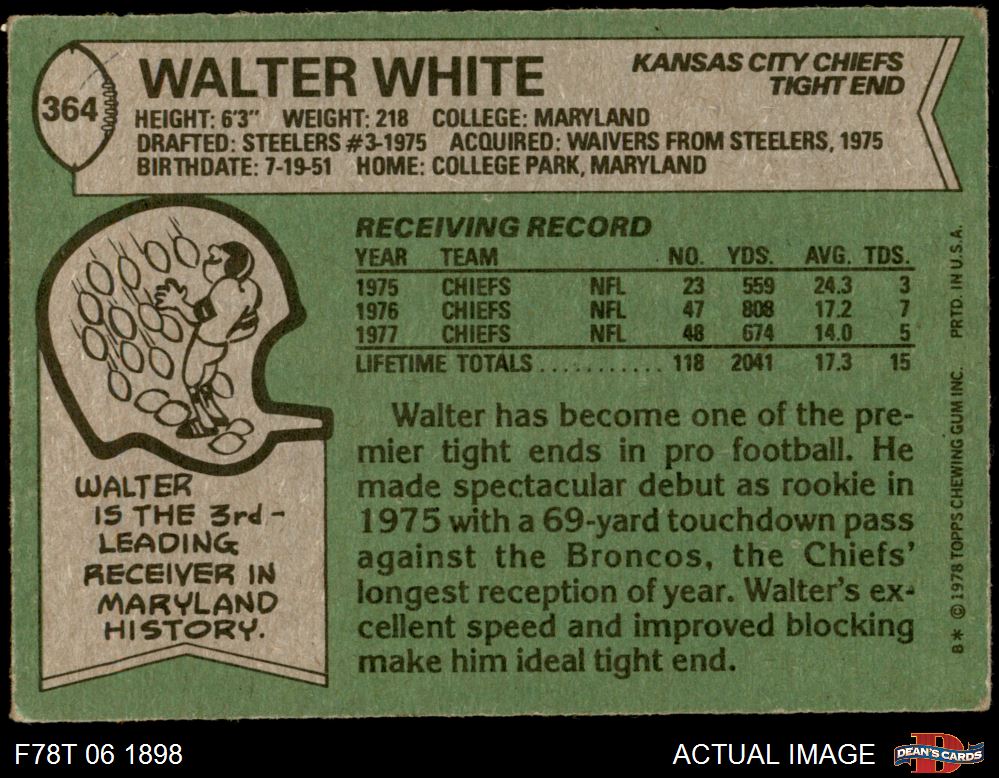 364
WALTER WHITE
KANSAS CITY CHIEFS
TIGHT END
HEIGHT: 6'3" WEIGHT: 218 COLLEGE: MARYLAND
DRAFTED: STEELERS #3-1975 ACQUIRED: WAIVERS FROM STEELERS, 1975
BIRTHDATE: 7-19-51 HOME: COLLEGE PARK, MARYLAND
RECEIVING RECORD
YEAR TEAM NO. YDS. AVG. TDS.
1975 CHIEFS NFL 23 559 24.3 3
1976 CHIEFS NFL 47 808 17.2 7
1977 CHIEFS NFL 48 674 14.0 5
LIFETIME TOTALS ........... 118 2041 17.3 15
Walter has become one of the pre-
mier tight ends in pro football. He
made spectacular debut as rookie in
1975 with a 69-yard touchdown pass
against the Broncos, the Chiefs'
longest reception of year. Walter's ex-
cellent speed and improved blocking
make him ideal tight end.
WALTER
IS THE 3rd-
LEADING
RECEIVER IN
MARYLAND
HISTORY.
8* © 1978 TOPPS CHEWING GUM INC. PRTD. IN U.S.A.
F78T 06 1898
ACTUAL IMAGE
DEAN'S CARDS